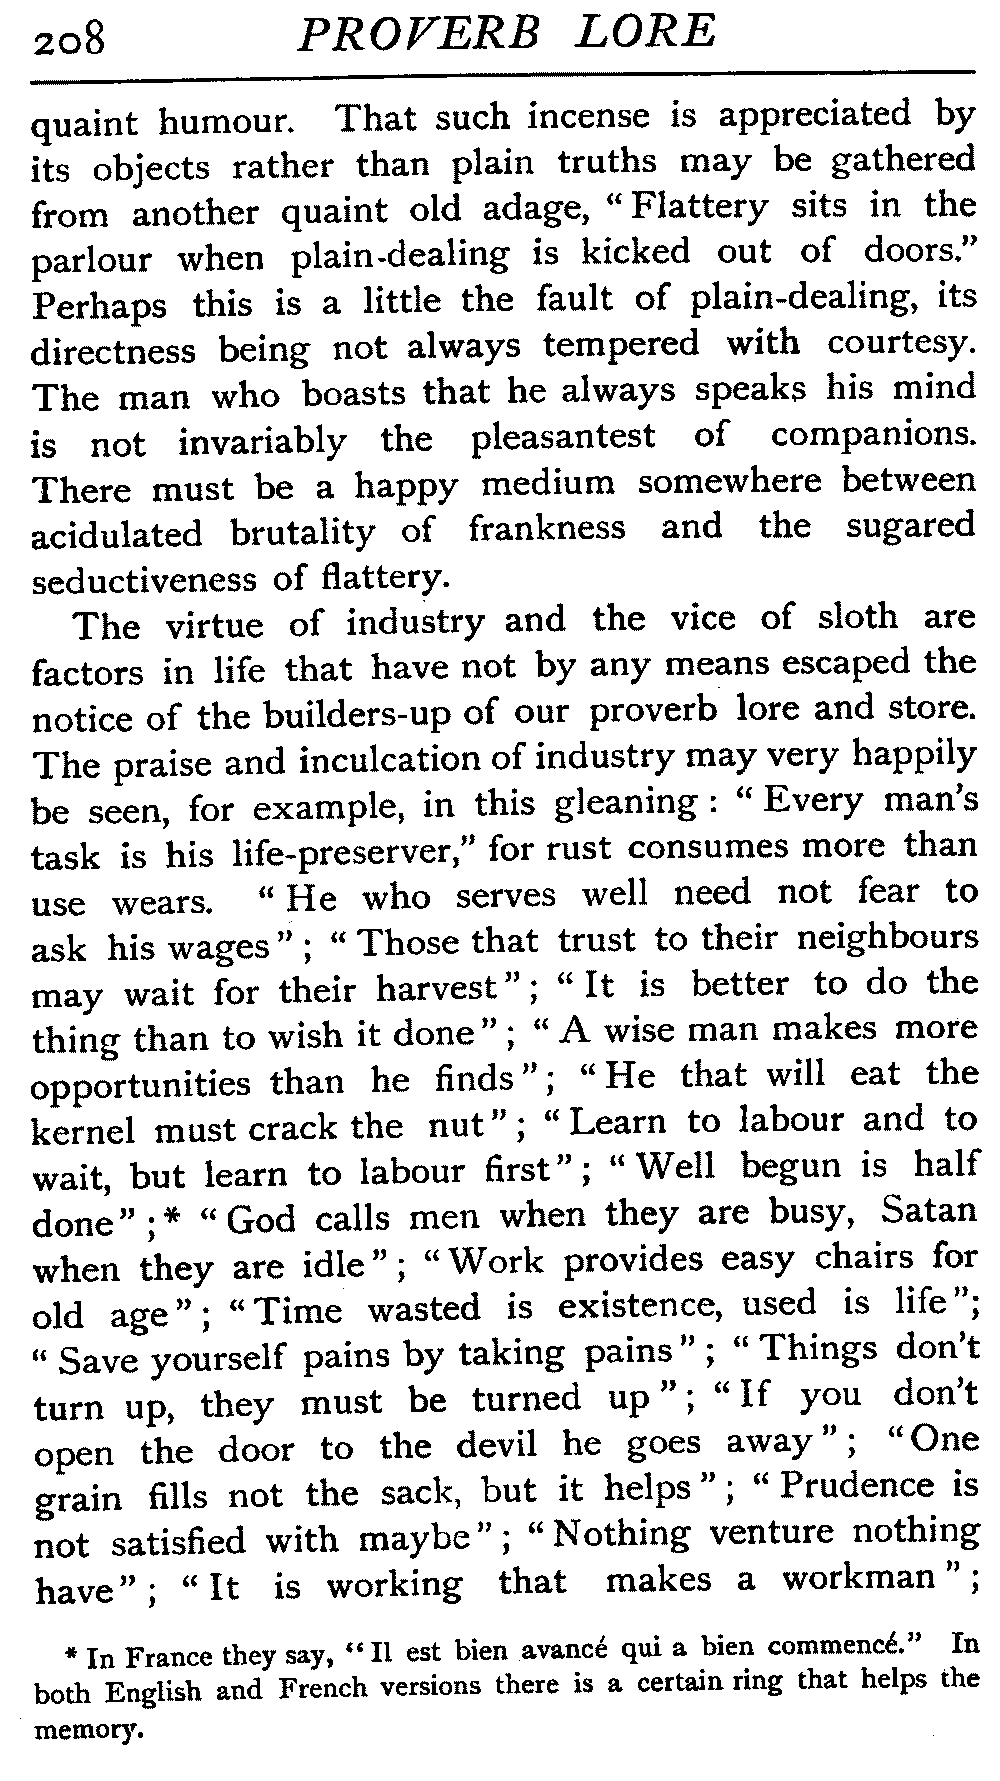 208 PROVERB LORE
quaint humour. That such incense is appreciated by
its objects rather than plain truths may be gathered
from another quaint old adage, “Flattery sits in the
parlour when plain-dealing is kicked out of doors.”
Perhaps this is a little the fault of plain-dealing, its
directness being not always tempered with courtesy.
The man who boasts that he always speaks his mind
is not invariably the pleasantest of companions.
There must be a happy medium somewhere between
acidulated brutality of frankness and the sugared
seductiveness of flattery.
The virtue of industry and the vice of sloth are
factors in life that have not by any means escaped the
notice of the builders-up of our proverb lore and store.
The praise and inculcation of industry may very happily
be seen, for example, in this gleaning: “Every man's
task is his life-preserver,” for rust consumes more than
use wears. “He who serves well need not fear to
ask his wages”; “Those that trust to their neighbours
may wait for their harvest”; “It is better to do the
thing than to wish it done”; “A wise man makes more
opportunities than he finds”; “He that will eat the
kernel must crack the nut”; “Learn to labour and to
wait, but learn to labour first”; “Well begun is half
done”;* “God calls men when they are busy, Satan
when they are idle”; “Work provides easy chairs for
old age”; “Time wasted is existence, used is life”;
“Save yourself pains by taking pains”; “Things don't
turn up, they must be turned up”; “If you don't
open the door to the devil he goes away”; “One
grain fills not the sack, but it helps”; “Prudence is
not satisfied with maybe”; “Nothing venture nothing
have”; “It is working that makes a workman”;
* In France they say, “Il est bien avancé qui a bien commencé.” In
both English and French versions there is a certain ring that helps the
memory.